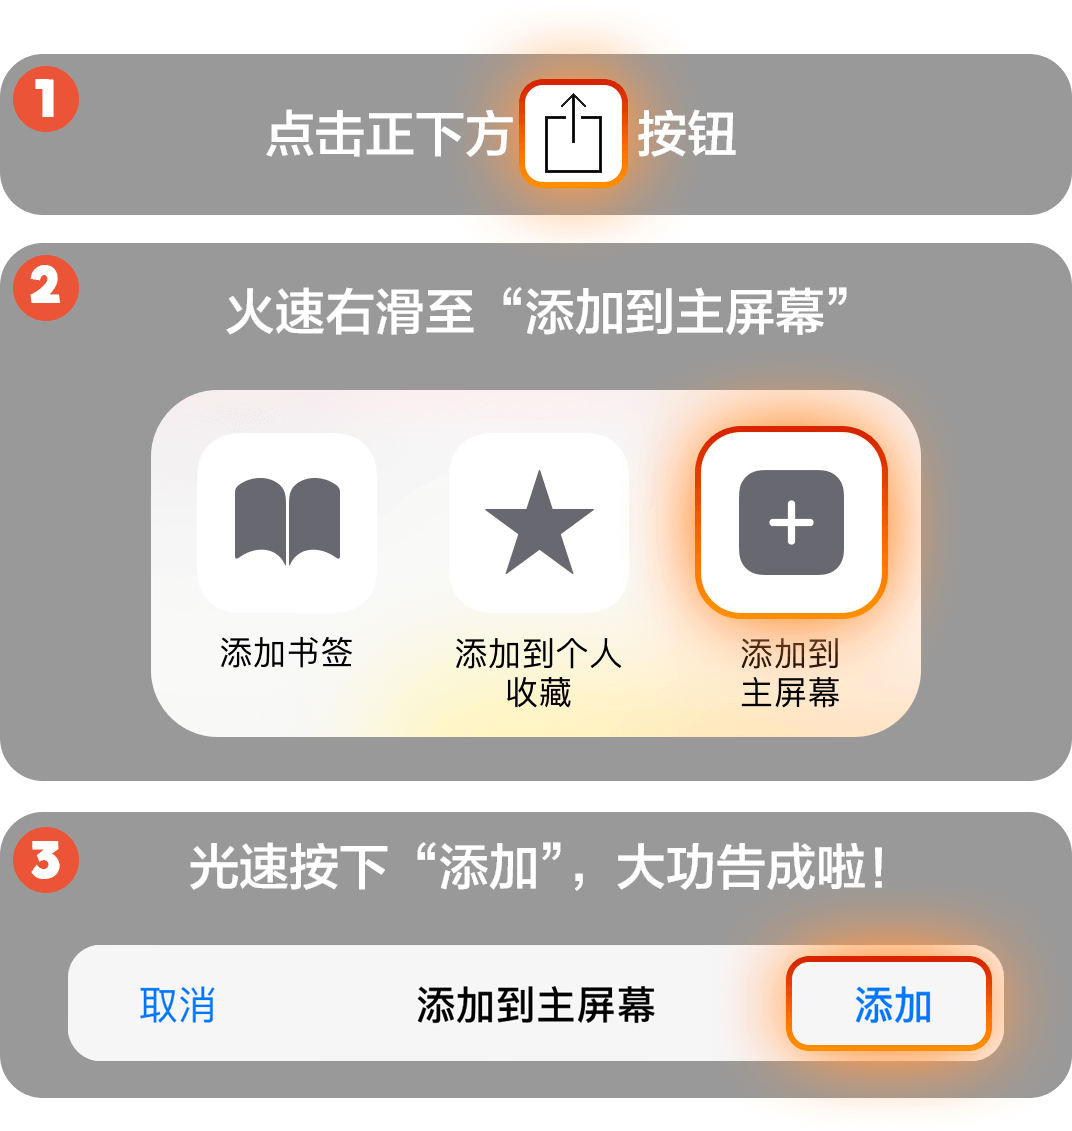 1
点击正下方 按钮
2
火速右滑至“添加到主屏幕”
添加书签
添加到个人
收藏
添加到
主屏幕
3
光速按下“添加”，大功告成啦！
取消 添加到主屏幕 添加